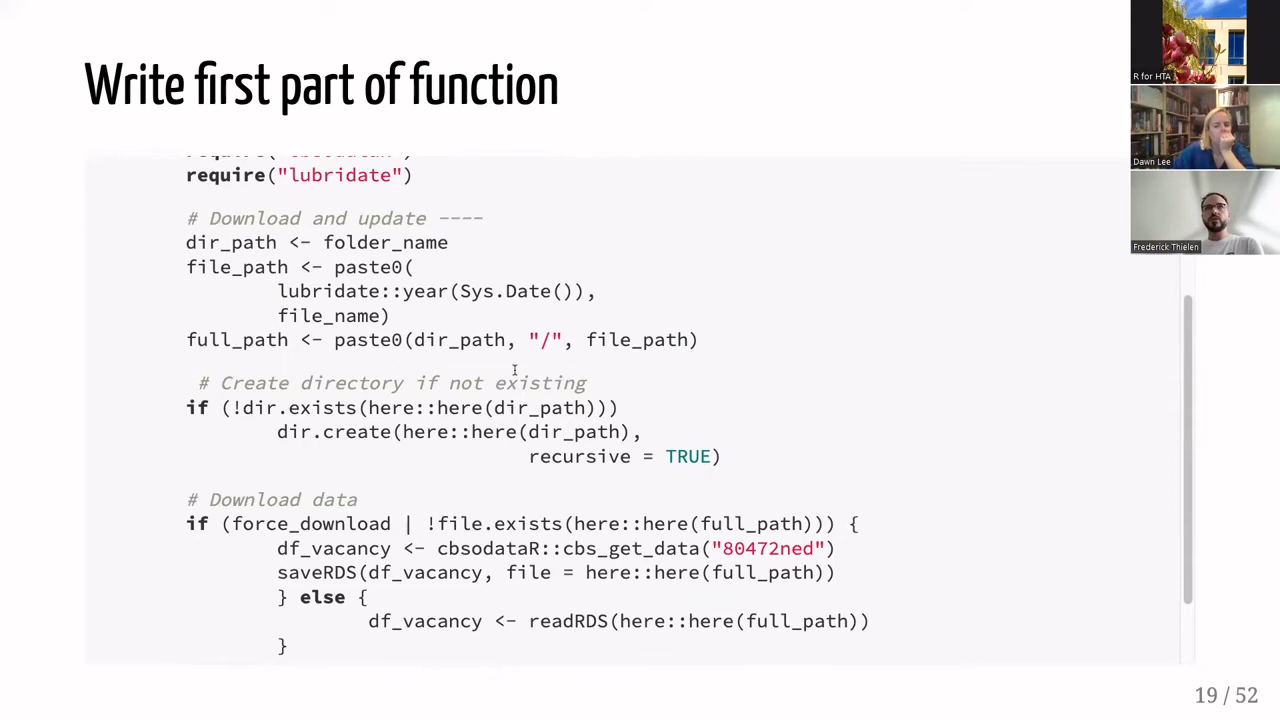 Write first part of function
require("lubridate")
# Download and update ----
dir_path <- folder_name
file_path <- paste0(
lubridate::year(Sys.Date()),
file_name)
full_path <- paste0(dir_path, "/", file_path)
# Create directory if not existing
if (!dir.exists(here::here(dir_path)))
dir.create(here::here(dir_path),
recursive = TRUE)
# Download data
if (force_download | !file.exists(here::here(full_path))) {
df_vacancy <- cbsodataR::cbs_get_data("80472ned")
saveRDS(df_vacancy, file = here::here(full_path))
} else {
df_vacancy <- readRDS(here::here(full_path))
}
19 / 52
R for HTA
Dawn Lee
Frederick Thielen